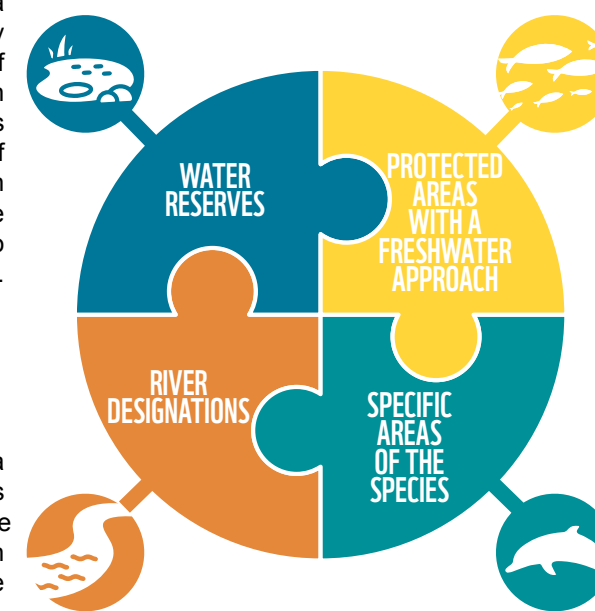 WATER
RESERVES
PROTECTED
AREAS
WITH A
FRESHWATER
APPROACH
RIVER
DESIGNATIONS
SPECIFIC
AREAS
OF THE
SPECIES